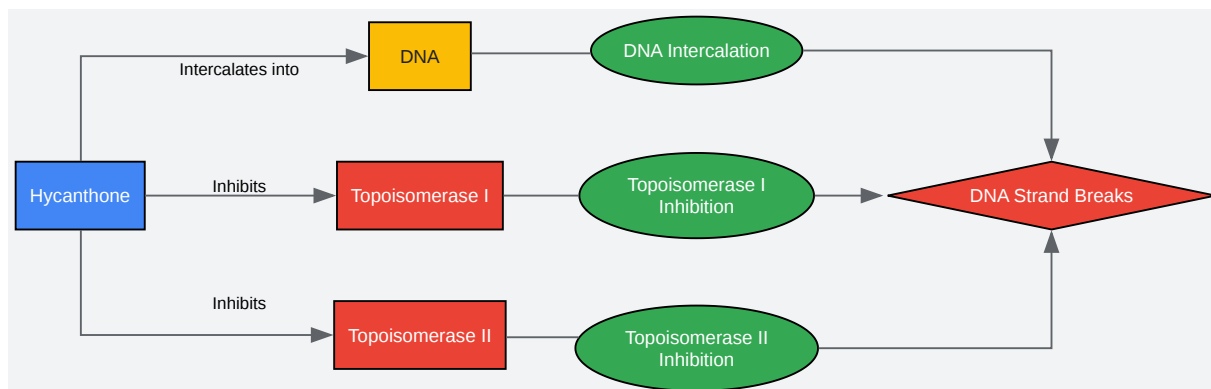 DNA
DNA Intercalation
Intercalates into
Hycanthone
Inhibits
Topoisomerase I
Topoisomerase I
Inhibition
DNA Strand Breaks
Inhibits
Topoisomerase II
Topoisomerase II
Inhibition